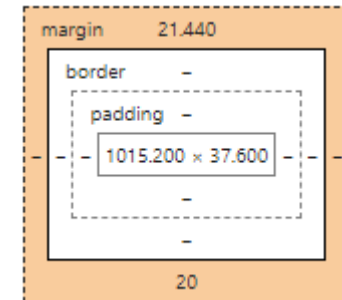 margin 21.440
border –
padding –
– – – 1015.200 × 37.600 – – –
–
–
20